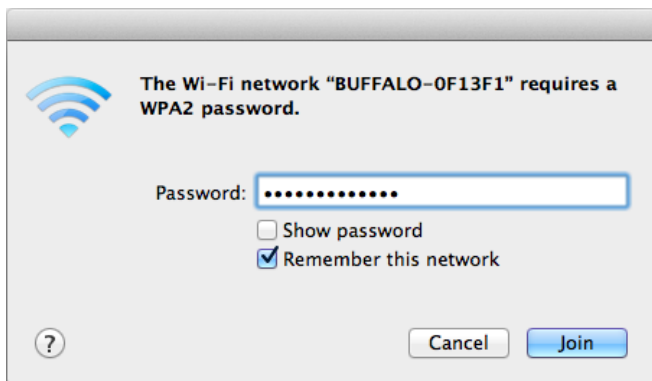 The Wi-Fi network “BUFFALO-0F13F1” requires a
WPA2 password.
Password: •••••••••••••
Show password
Remember this network
?
Cancel
Join